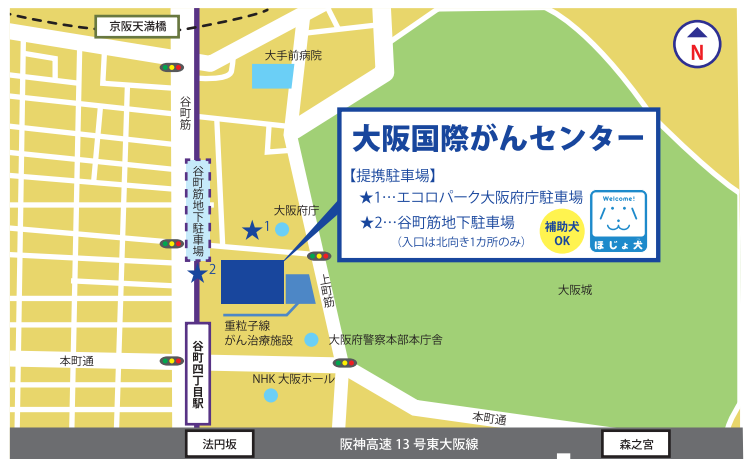 京阪天満橋
N
大手前病院
谷町筋
大阪国際がんセンター
【提携駐車場】
★1…エコロパーク大阪府庁駐車場
★2…谷町筋地下駐車場
（入口は北向き1カ所のみ）
補助犬
OK
Welcome!
ほじょ犬
谷町筋地下駐車場
大阪府庁
★1
★2
上町筋
大阪城
重粒子線
がん治療施設
大阪府警察本部本庁舎
谷町四丁目駅
本町通
NHK 大阪ホール
本町通
法円坂
阪神高速 13 号東大阪線
森之宮